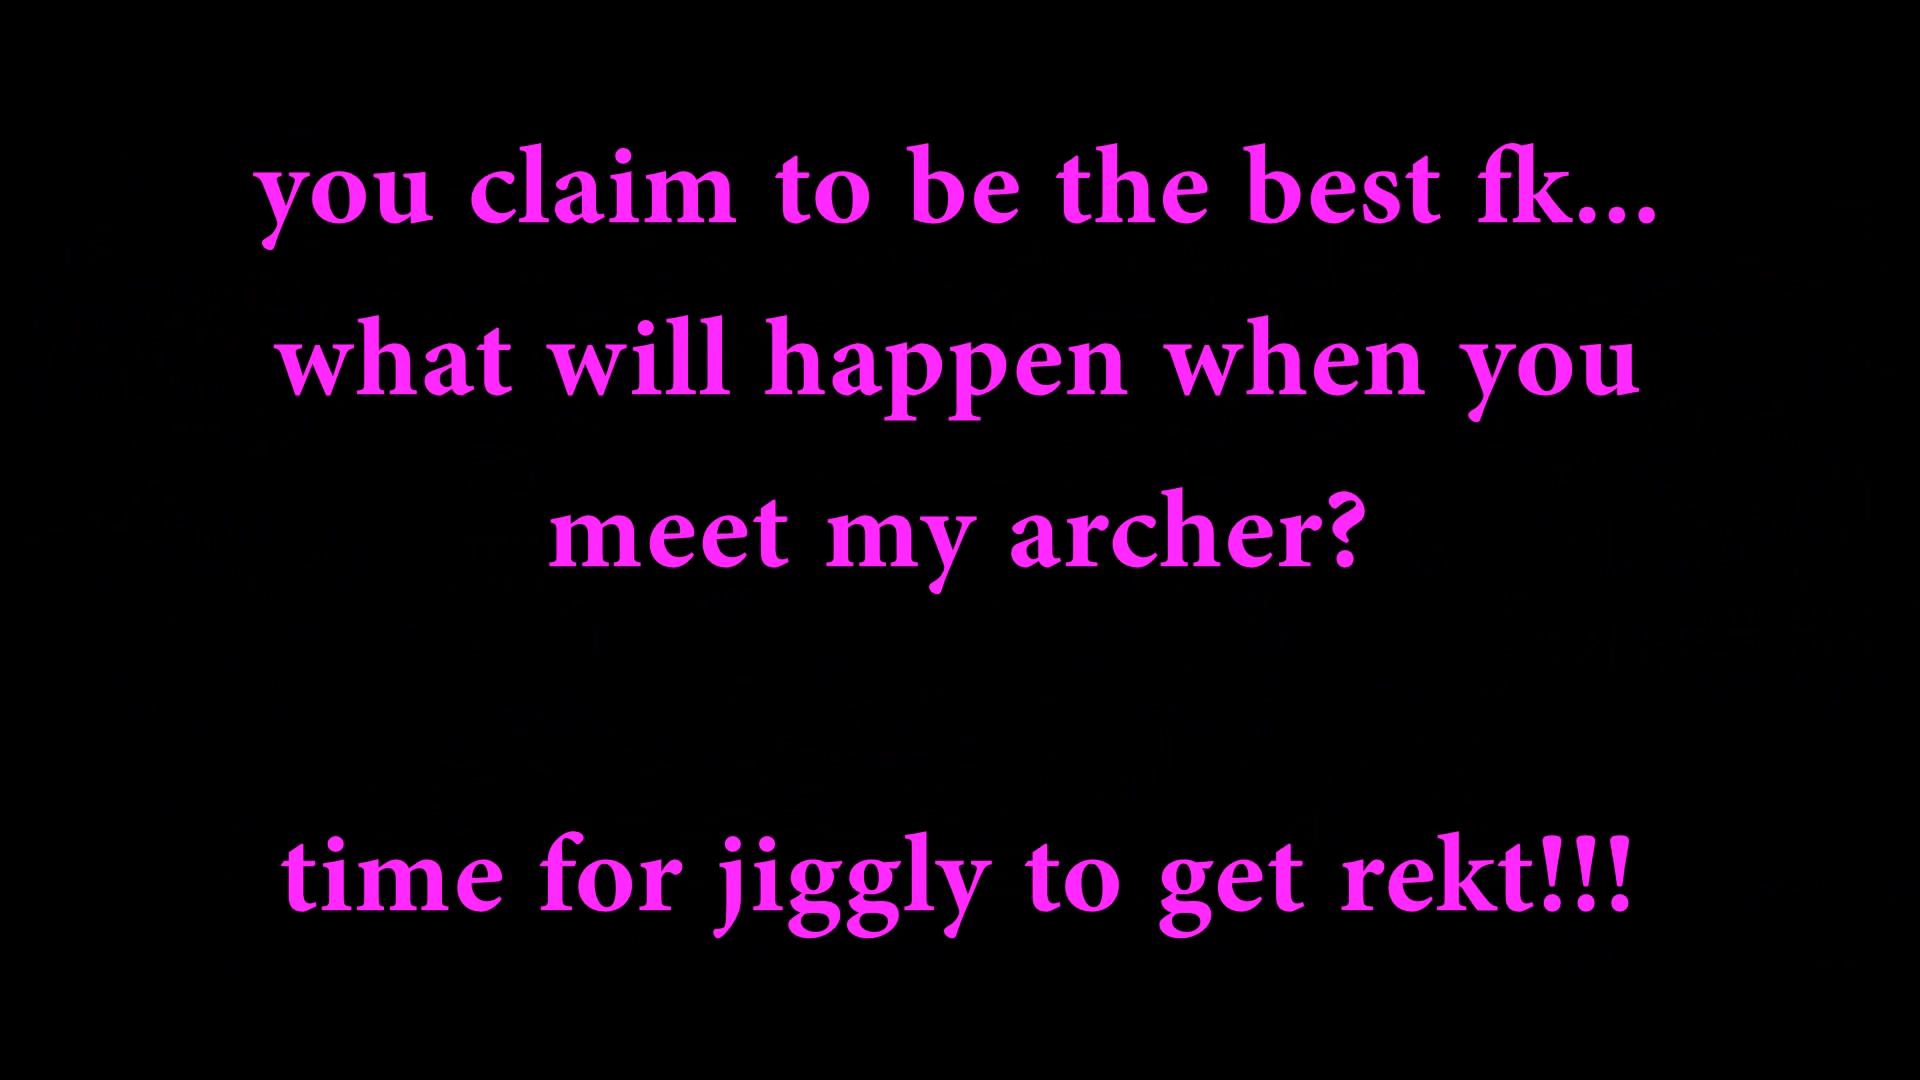 you claim to be the best fk...
what will happen when you
meet my archer?
time for jiggly to get rekt!!!